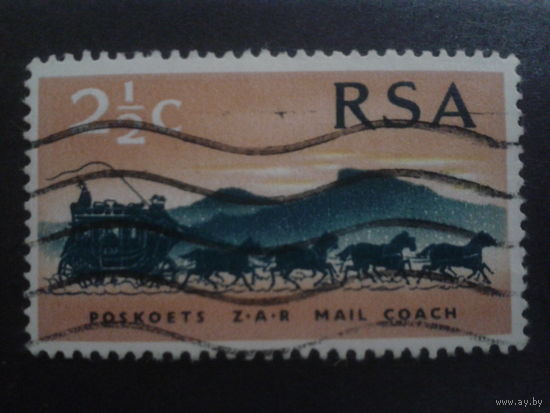 2½c RSA
POSKOETS Z·A·R MAIL COACH
© www.ay.by